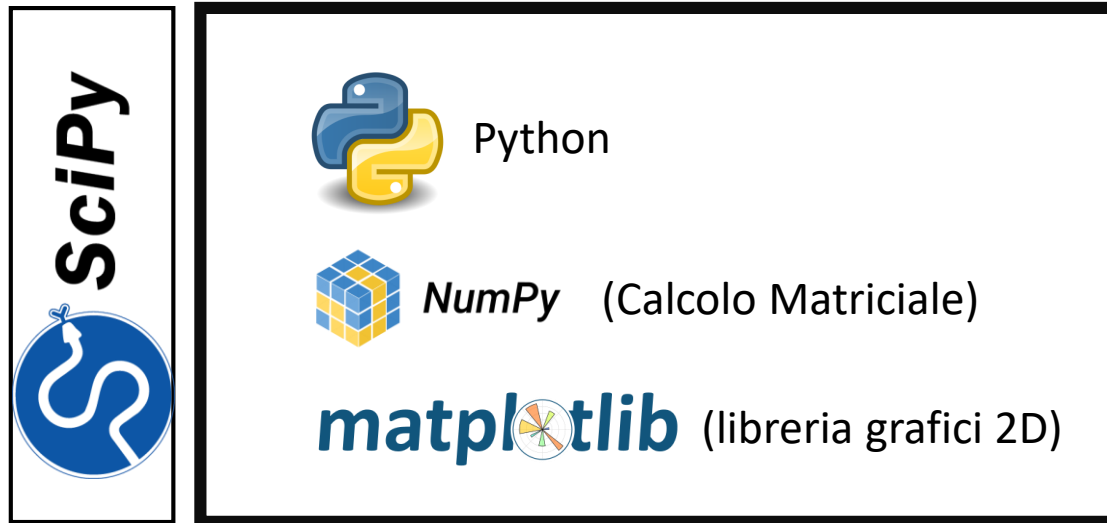 SciPy
Python
NumPy (Calcolo Matriciale)
matplotlib (libreria grafici 2D)